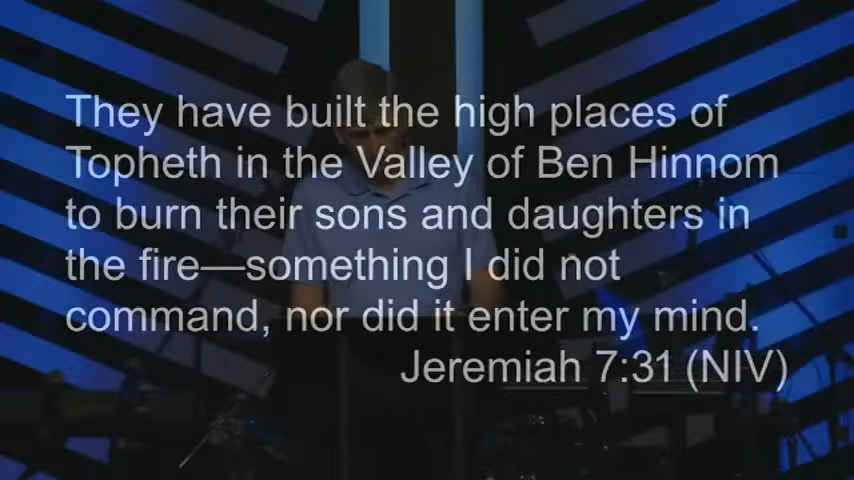 They have built the high places of
Topheth in the Valley of Ben Hinnom
to burn their sons and daughters in
the fire—something I did not
command, nor did it enter my mind.
Jeremiah 7:31 (NIV)